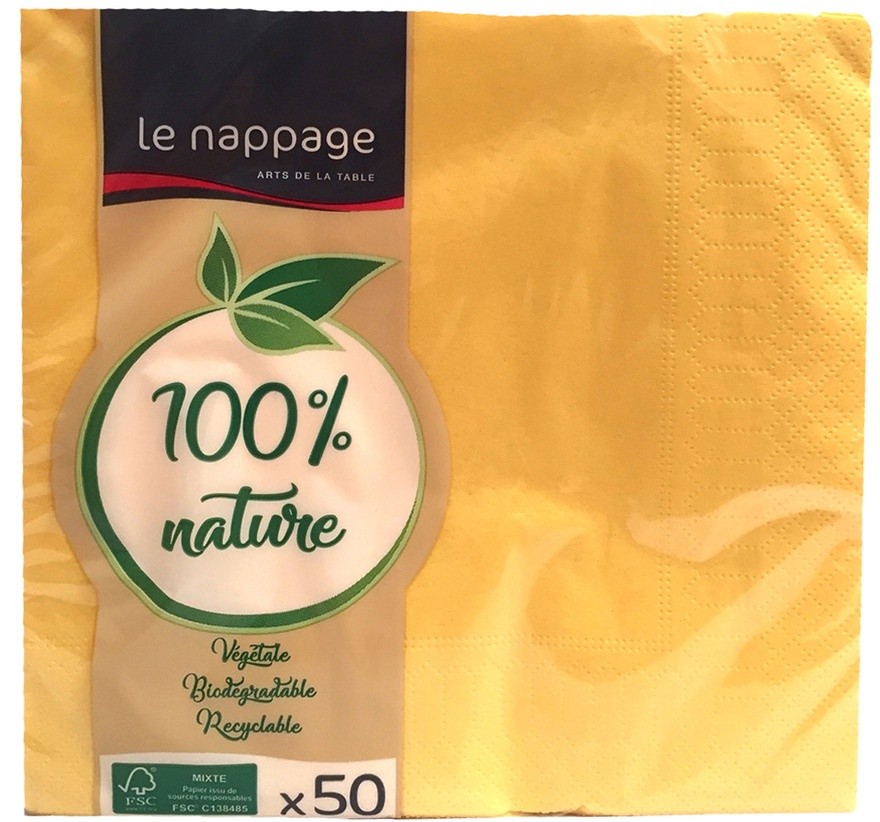 le nappage
ARTS DE LA TABLE
100%
nature
Végétale
Biodégradable
Recyclable
MIXTE
Papier issu de
sources responsables
FSC® C138485
FSC
x50